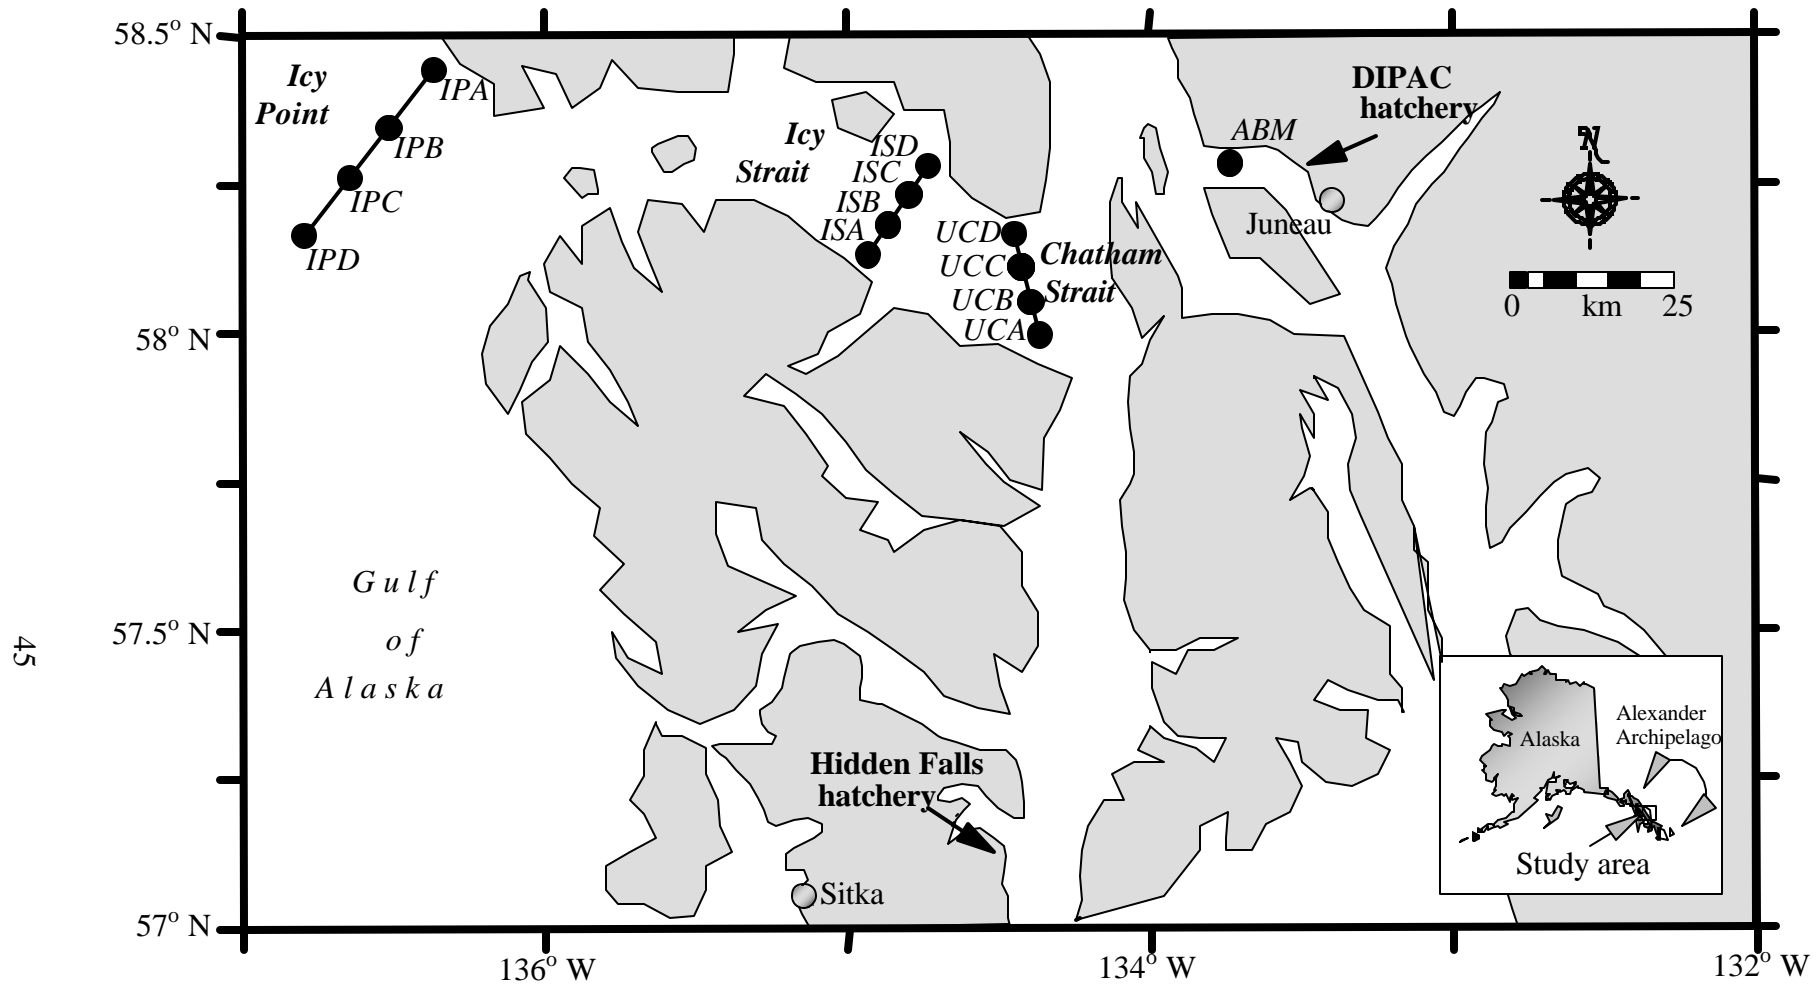 58.5° N
Icy
Point
IPA
IPB
IPC
IPD
Icy
Strait
ISD
ISC
ISB
ISA
UCD
UCC
UCB
UCA
Chatham
Strait
ABM
DIPAC
hatchery
Juneau
N
0 km 25
58° N
Gulf
of
Alaska
57.5° N
45
Hidden Falls
hatchery
Sitka
Alaska
Alexander
Archipelago
Study area
57° N
136° W
134° W
132° W